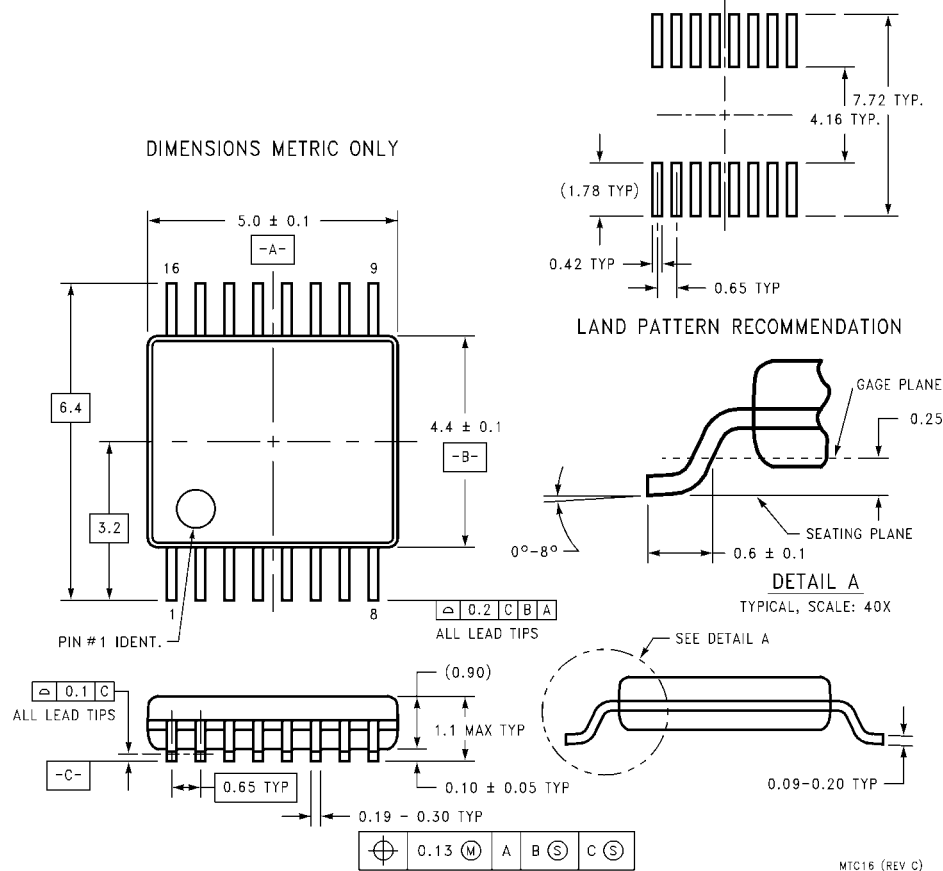 7.72 TYP.
4.16 TYP.
(1.78 TYP)
0.42 TYP
0.65 TYP
LAND PATTERN RECOMMENDATION
DIMENSIONS METRIC ONLY
5.0 ± 0.1
-A-
16
9
6.4
3.2
4.4 ± 0.1
-B-
1
8
PIN #1 IDENT.
⌓ 0.2 C B A
ALL LEAD TIPS
GAGE PLANE
0.25
SEATING PLANE
0°-8°
0.6 ± 0.1
DETAIL A
TYPICAL, SCALE: 40X
SEE DETAIL A
0.09-0.20 TYP
⌓ 0.1 C
ALL LEAD TIPS
-C-
(0.90)
1.1 MAX TYP
0.65 TYP
0.10 ± 0.05 TYP
0.19 - 0.30 TYP
⌖ 0.13 Ⓜ A B Ⓢ C Ⓢ
MTC16 (REV C)